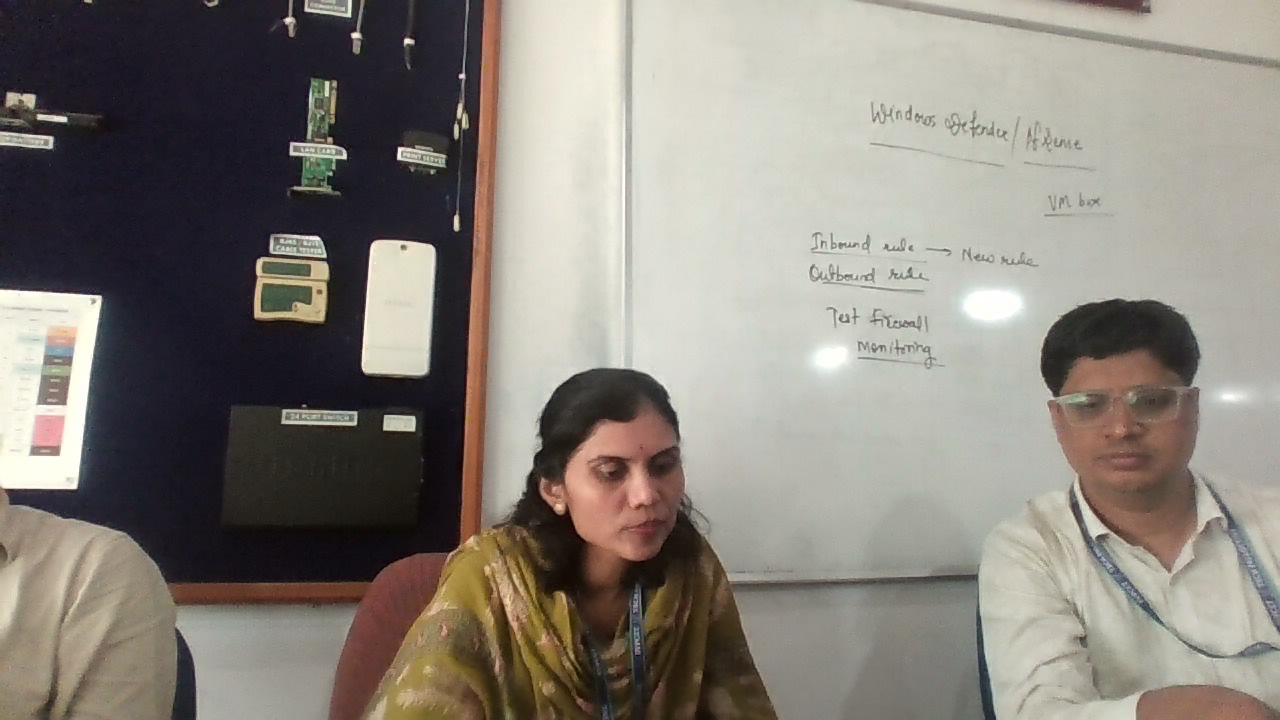 LAN CARD
PRINT SERVER
RJ45 / RJ11
CABLE TESTER
24 PORT SWITCH
Windows Defender / PfSense
VM box
Inbound rule → New rule
Outbound rule
Test firewall
monitoring